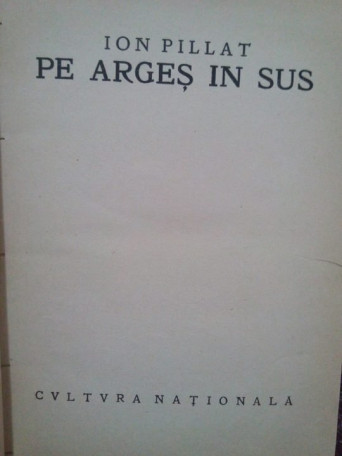 ION PILLAT
PE ARGEȘ IN SUS
CVLTVRA NAȚIONALĂ